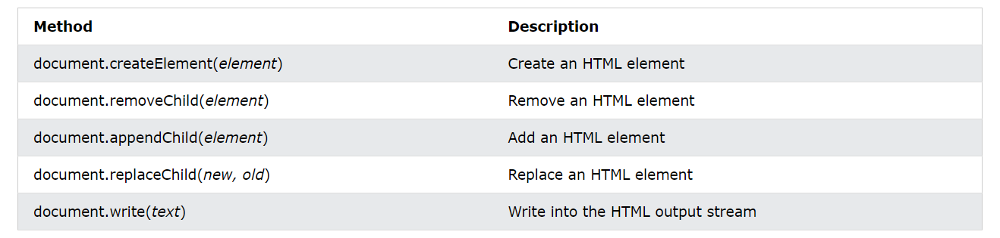 Method Description
document.createElement(element) Create an HTML element
document.removeChild(element) Remove an HTML element
document.appendChild(element) Add an HTML element
document.replaceChild(new, old) Replace an HTML element
document.write(text) Write into the HTML output stream